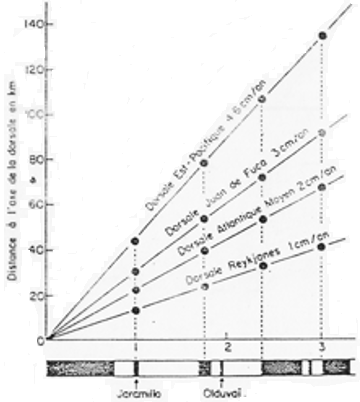 140
120
100
80
60
40
20
0
Distance à l'axe de la dorsale en km
Dorsale Est-Pacifique 4.6 cm/an
Dorsale Juan de Fuca 3 cm/an
Dorsale Atlantique Moyen 2 cm/an
Dorsale Reykjones 1 cm/an
1
2
3
Jaramillo
Olduvai